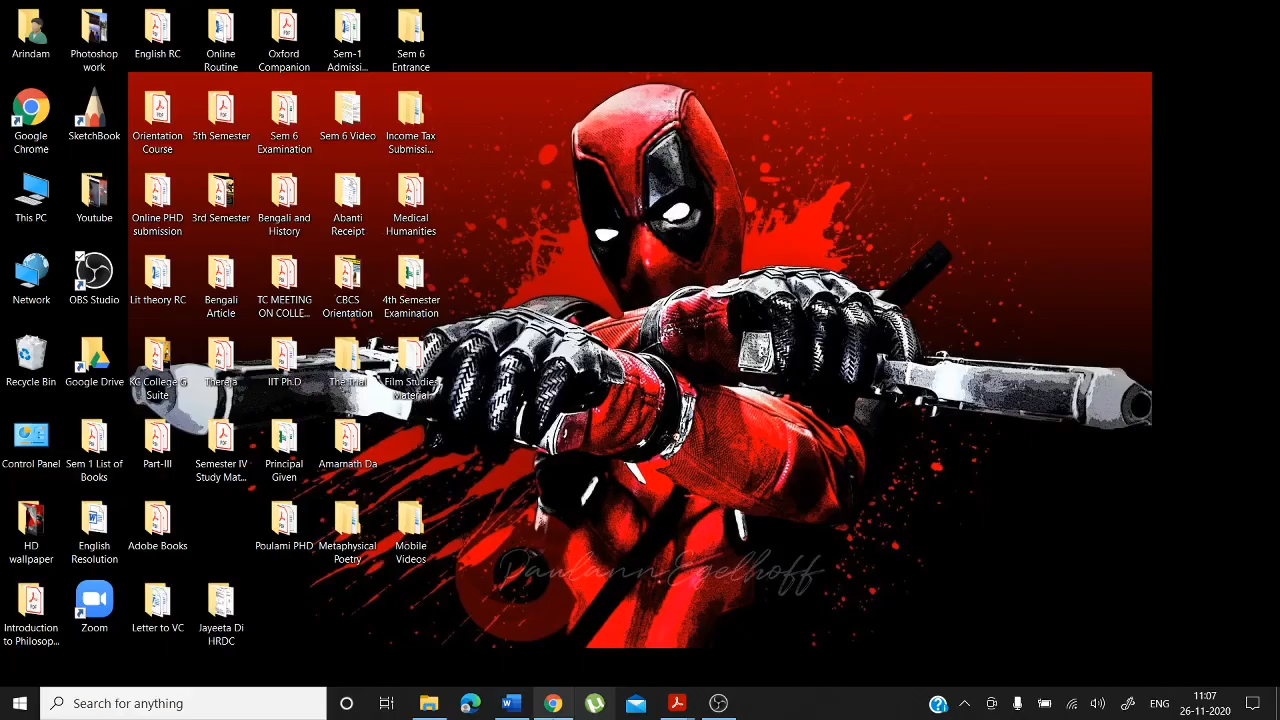 Arindam
Photoshop
work
English RC
Online
Routine
Oxford
Companion
Sem-1
Admissi...
Sem 6
Entrance
Google
Chrome
SketchBook
Orientation
Course
5th Semester
Sem 6
Examination
Sem 6 Video
Income Tax
Submissi...
This PC
Youtube
Online PHD
submission
3rd Semester
Bengali and
History
Abanti
Receipt
Medical
Humanities
Network
OBS Studio
Lit theory RC
Bengali
Article
TC MEETING
ON COLLE...
CBCS
Orientation
4th Semester
Examination
Recycle Bin
Google Drive
KC College G
Suite
Thereja
IIT Ph.D
The Trial
Film Studies
Material
Control Panel
Sem 1 List of
Books
Part-III
Semester IV
Study Mat...
Principal
Given
Amarnath Da
HD
wallpaper
English
Resolution
Adobe Books
Poulami PHD
Metaphysical
Poetry
Mobile
Videos
Introduction
to Philosop...
Zoom
Letter to VC
Jayeeta Di
HRDC
Search for anything
ENG
11:07
26-11-2020